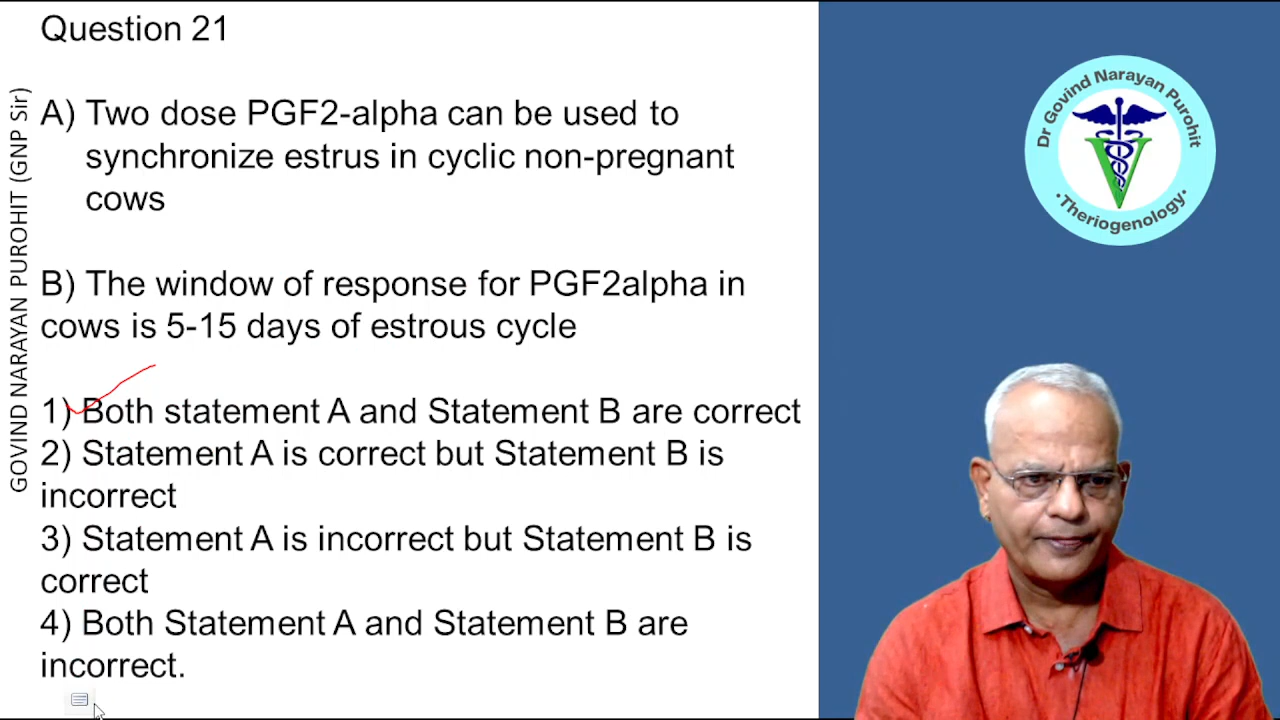 Question 21
A) Two dose PGF2-alpha can be used to
synchronize estrus in cyclic non-pregnant
cows
B) The window of response for PGF2alpha in
cows is 5-15 days of estrous cycle
1) Both statement A and Statement B are correct
2) Statement A is correct but Statement B is
incorrect
3) Statement A is incorrect but Statement B is
correct
4) Both Statement A and Statement B are
incorrect.
GOVIND NARAYAN PUROHIT (GNP Sir)
Dr Govind Narayan Purohit
·Theriogenology·